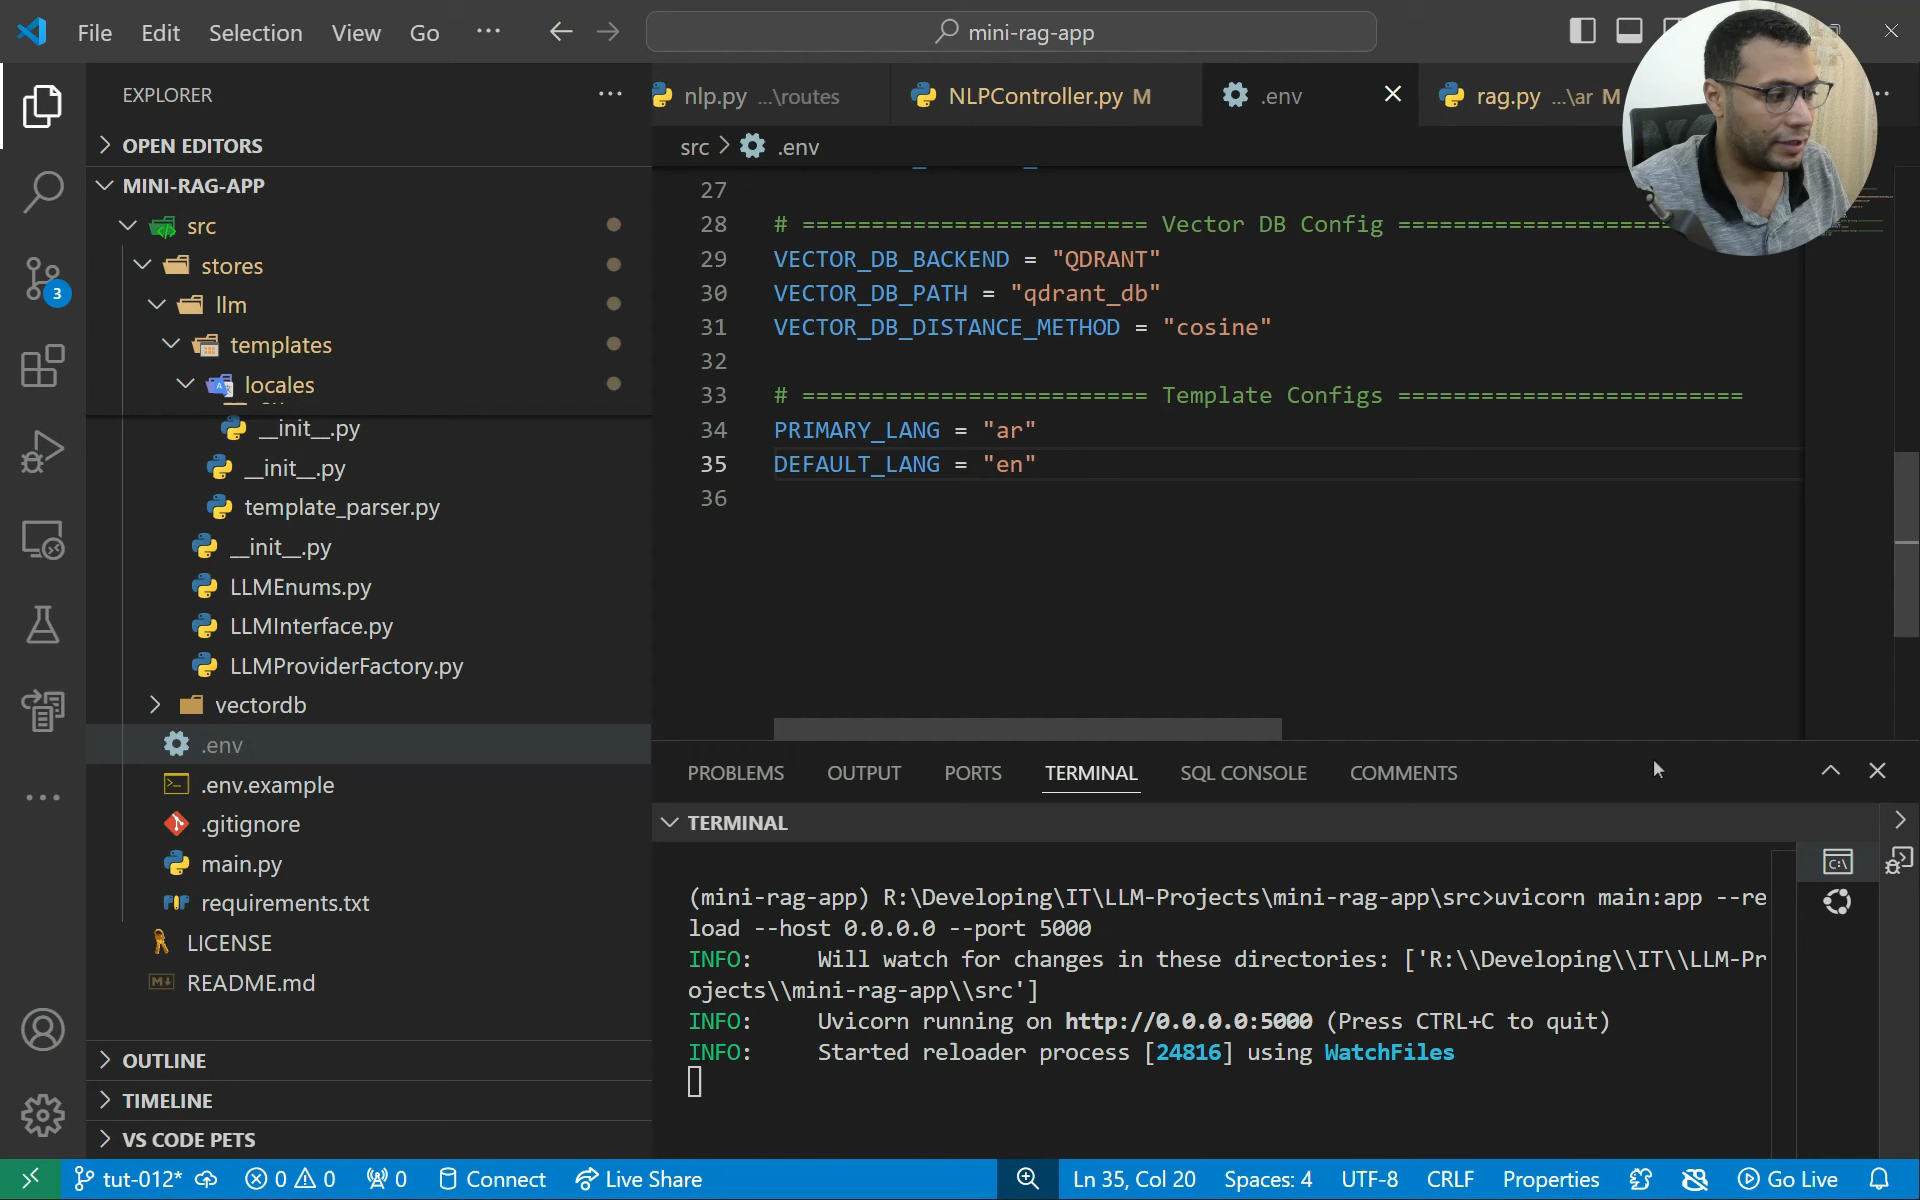 File Edit Selection View Go ··· mini-rag-app
EXPLORER
OPEN EDITORS
MINI-RAG-APP
src
stores
llm
templates
locales
__init__.py
__init__.py
template_parser.py
__init__.py
LLMEnums.py
LLMInterface.py
LLMProviderFactory.py
vectordb
.env
.env.example
.gitignore
main.py
requirements.txt
LICENSE
README.md
OUTLINE
TIMELINE
VS CODE PETS
3
nlp.py ...\routes NLPController.py M .env rag.py ...\ar M
src > .env
27
28 # ========================= Vector DB Config ===================
29 VECTOR_DB_BACKEND = "QDRANT"
30 VECTOR_DB_PATH = "qdrant_db"
31 VECTOR_DB_DISTANCE_METHOD = "cosine"
32
33 # ========================= Template Configs =========================
34 PRIMARY_LANG = "ar"
35 DEFAULT_LANG = "en"
36
PROBLEMS OUTPUT PORTS TERMINAL SQL CONSOLE COMMENTS
TERMINAL
(mini-rag-app) R:\Developing\IT\LLM-Projects\mini-rag-app\src>uvicorn main:app --re
load --host 0.0.0.0 --port 5000
INFO: Will watch for changes in these directories: ['R:\\Developing\\IT\\LLM-Pr
ojects\\mini-rag-app\\src']
INFO: Uvicorn running on http://0.0.0.0:5000 (Press CTRL+C to quit)
INFO: Started reloader process [24816] using WatchFiles
tut-012* 0 0 0 Connect Live Share Ln 35, Col 20 Spaces: 4 UTF-8 CRLF Properties Go Live